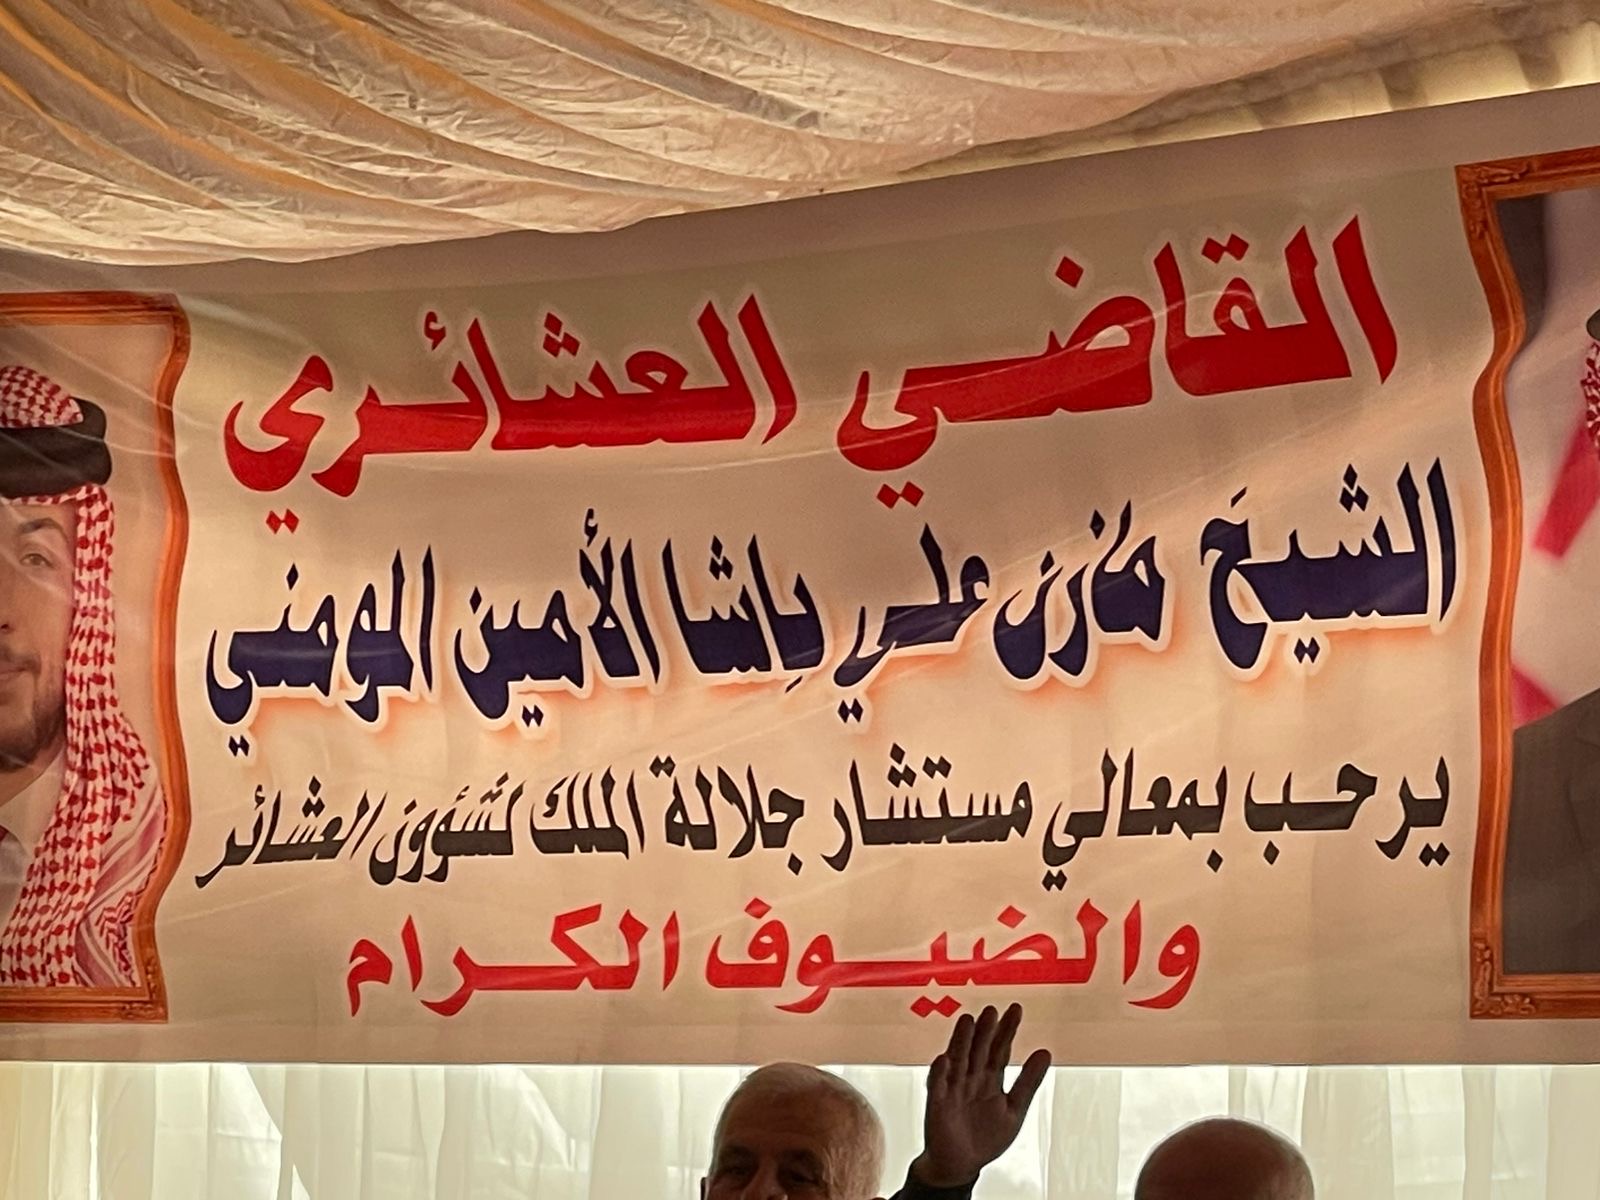 القاضي العشائري
الشيخ مازن علي باشا الأمين المومني
يرحب بمعالي مستشار جلالة الملك لشؤون العشائر
والضيوف الكرام